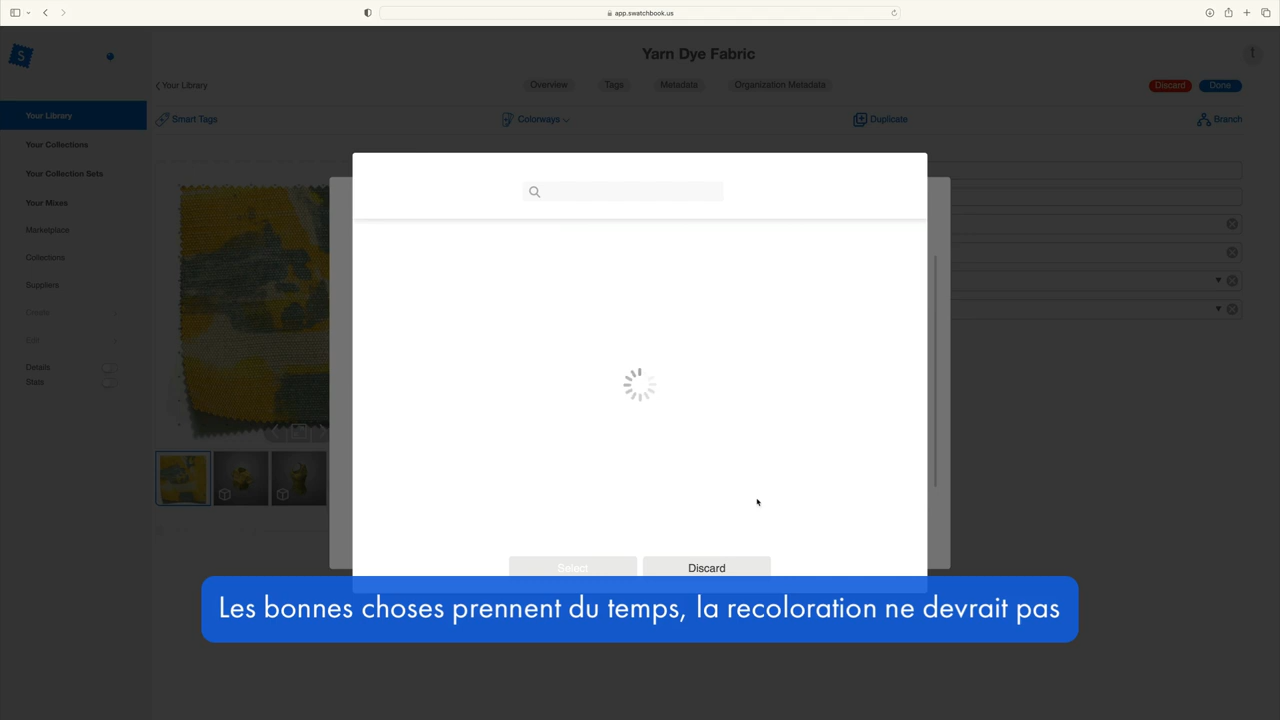 app.swatchbook.us
S
Yarn Dye Fabric
t
Your Library
Overview
Tags
Metadata
Organization Metadata
Discard
Done
Your Library
Smart Tags
Colorways
Duplicate
Branch
Your Collections
Your Collection Sets
Your Mixes
Marketplace
Collections
Suppliers
Create
Edit
Details
Stats
Select
Discard
Les bonnes choses prennent du temps, la recoloration ne devrait pas